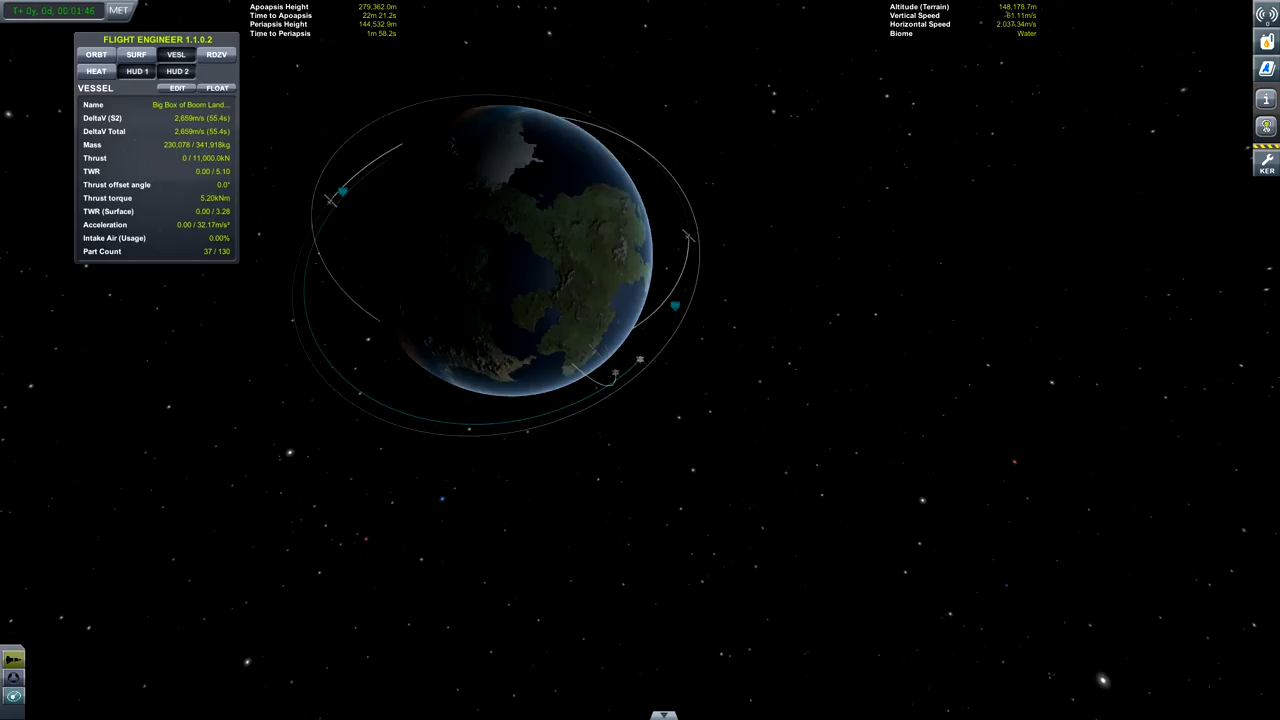 T+ 0y, 0d, 00:01:46 MET
Apoapsis Height 279,362.0m
Time to Apoapsis 22m 21.2s
Periapsis Height 144,532.9m
Time to Periapsis 1m 58.2s
Altitude (Terrain) 148,178.7m
Vertical Speed -61.11m/s
Horizontal Speed 2,037.34m/s
Biome Water
FLIGHT ENGINEER 1.1.0.2
ORBT SURF VESL RDZV
HEAT HUD 1 HUD 2
VESSEL EDIT FLOAT
Name Big Box of Boom Land...
DeltaV (S2) 2,659m/s (55.4s)
DeltaV Total 2,659m/s (55.4s)
Mass 230,078 / 341,918kg
Thrust 0 / 11,000.0kN
TWR 0.00 / 5.10
Thrust offset angle 0.0°
Thrust torque 5.20kNm
TWR (Surface) 0.00 / 3.28
Acceleration 0.00 / 32.17m/s²
Intake Air (Usage) 0.00%
Part Count 37 / 130
0
KER